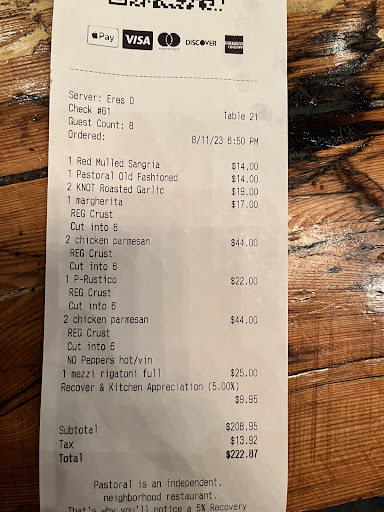 Pay
VISA
DISCOVER
AMERICAN EXPRESS
Server: Eres O
Check #61
Table 21
Guest Count: 8
Ordered: 8/11/23 6:50 PM
1 Red Mulled Sangria $14.00
1 Pastoral Old Fashioned $14.00
2 KNOT Roasted Garlic $19.00
1 margherita $17.00
REG Crust
Cut into 6
2 chicken parmesan $44.00
REG Crust
Cut into 6
1 P-Rustico $22.00
REG Crust
Cut into 6
2 chicken parmesan $44.00
REG Crust
Cut into 6
NO Peppers hot/vin
1 mezzi rigatoni full $25.00
Recover & Kitchen Appreciation (5.00%)
$9.95
Subtotal $208.95
Tax $13.92
Total $222.87
Pastoral is an independent,
neighborhood restaurant.
That's why you'll notice a 5% Recovery